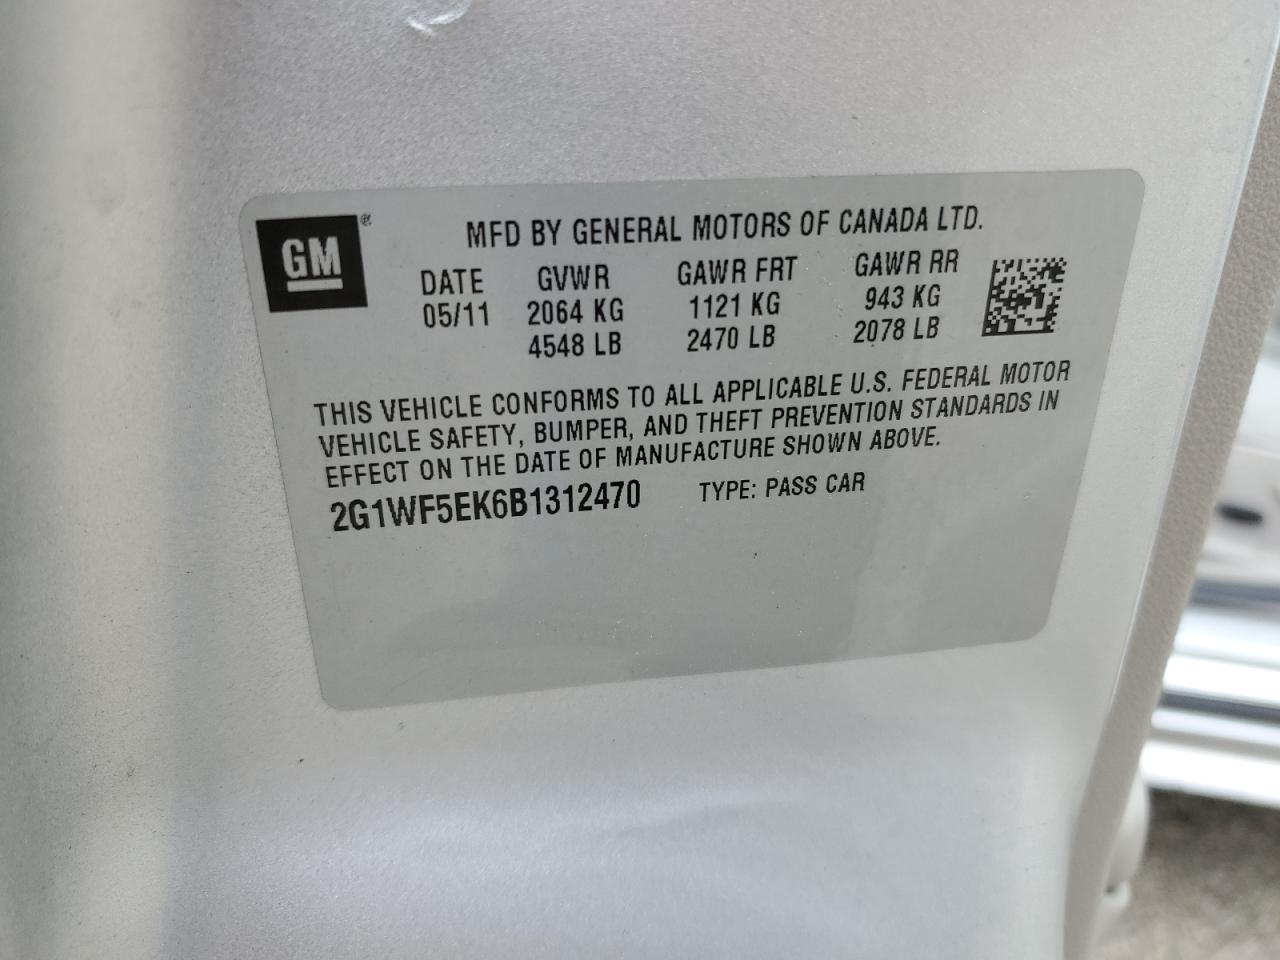 GM®
MFD BY GENERAL MOTORS OF CANADA LTD.
DATE GVWR GAWR FRT GAWR RR
05/11 2064 KG 1121 KG 943 KG
4548 LB 2470 LB 2078 LB
THIS VEHICLE CONFORMS TO ALL APPLICABLE U.S. FEDERAL MOTOR
VEHICLE SAFETY, BUMPER, AND THEFT PREVENTION STANDARDS IN
EFFECT ON THE DATE OF MANUFACTURE SHOWN ABOVE.
2G1WF5EK6B1312470 TYPE: PASS CAR